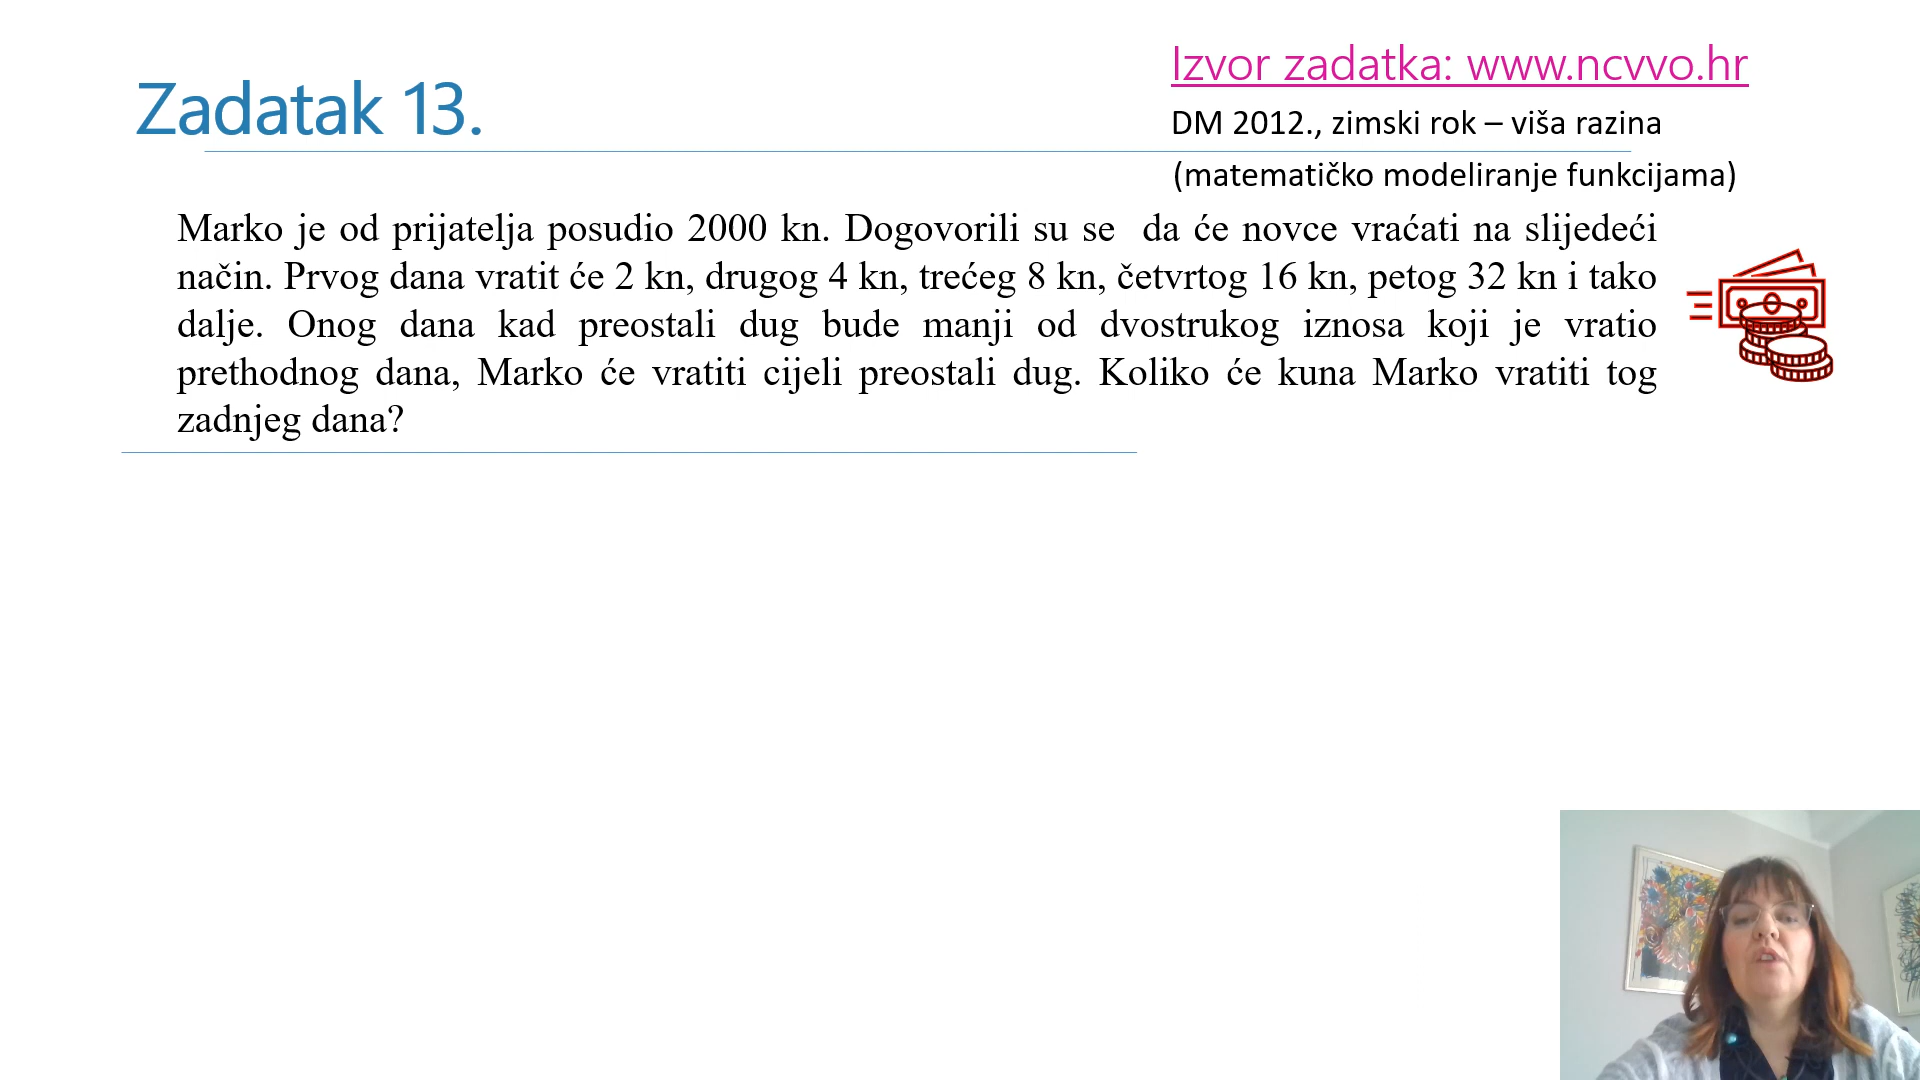 Zadatak 13.
Izvor zadatka: www.ncvvo.hr
DM 2012., zimski rok – viša razina
(matematičko modeliranje funkcijama)
Marko je od prijatelja posudio 2000 kn. Dogovorili su se da će novce vraćati na slijedeći
način. Prvog dana vratit će 2 kn, drugog 4 kn, trećeg 8 kn, četvrtog 16 kn, petog 32 kn i tako
dalje. Onog dana kad preostali dug bude manji od dvostrukog iznosa koji je vratio
prethodnog dana, Marko će vratiti cijeli preostali dug. Koliko će kuna Marko vratiti tog
zadnjeg dana?